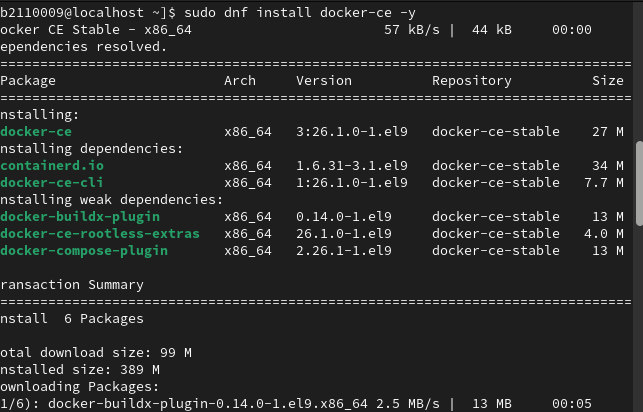 b2110009@localhost ~]$ sudo dnf install docker-ce -y
ocker CE Stable - x86_64 57 kB/s | 44 kB 00:00
ependencies resolved.
================================================================================
Package Arch Version Repository Size
================================================================================
nstalling:
docker-ce x86_64 3:26.1.0-1.el9 docker-ce-stable 27 M
nstalling dependencies:
containerd.io x86_64 1.6.31-3.1.el9 docker-ce-stable 34 M
docker-ce-cli x86_64 1:26.1.0-1.el9 docker-ce-stable 7.7 M
nstalling weak dependencies:
docker-buildx-plugin x86_64 0.14.0-1.el9 docker-ce-stable 13 M
docker-ce-rootless-extras x86_64 26.1.0-1.el9 docker-ce-stable 4.0 M
docker-compose-plugin x86_64 2.26.1-1.el9 docker-ce-stable 13 M
ransaction Summary
================================================================================
nstall 6 Packages
otal download size: 99 M
nstalled size: 389 M
ownloading Packages:
1/6): docker-buildx-plugin-0.14.0-1.el9.x86_64 2.5 MB/s | 13 MB 00:05